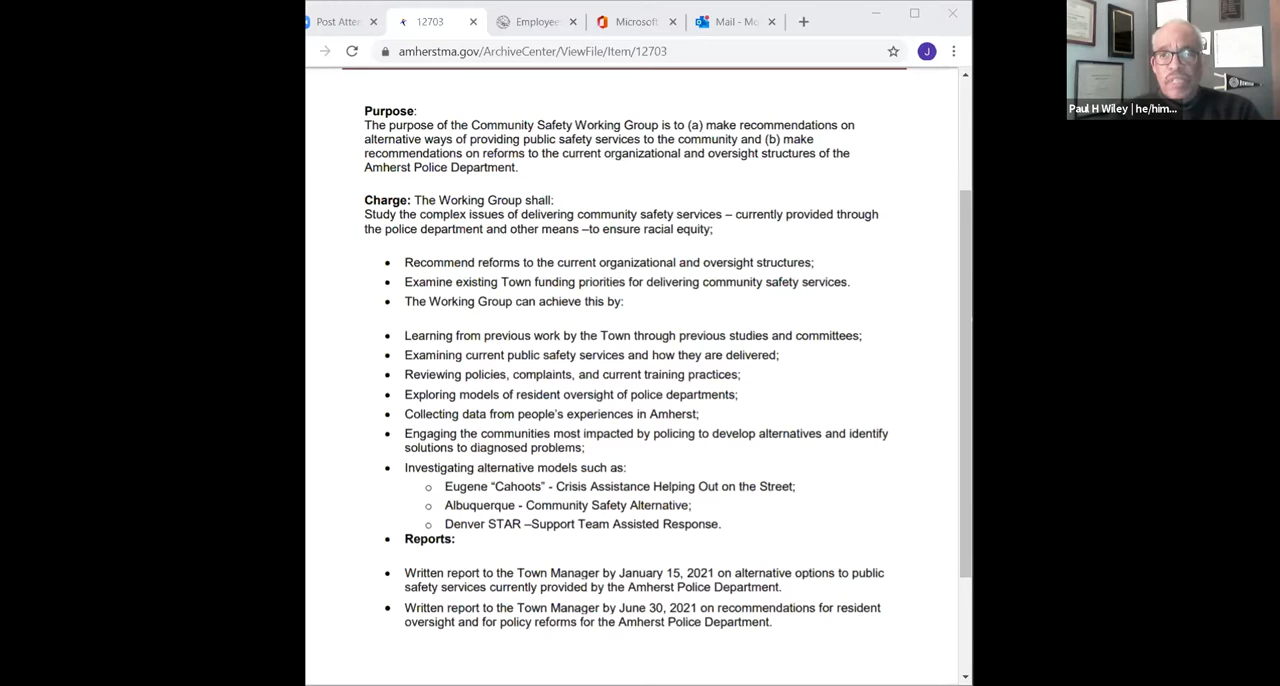 Post Atten
12703
Employee
Microsoft
Mail - Mo
amherstma.gov/ArchiveCenter/ViewFile/Item/12703
J
Paul H Wiley | he/him...
Purpose:
The purpose of the Community Safety Working Group is to (a) make recommendations on
alternative ways of providing public safety services to the community and (b) make
recommendations on reforms to the current organizational and oversight structures of the
Amherst Police Department.
Charge: The Working Group shall:
Study the complex issues of delivering community safety services – currently provided through
the police department and other means –to ensure racial equity;
• Recommend reforms to the current organizational and oversight structures;
• Examine existing Town funding priorities for delivering community safety services.
• The Working Group can achieve this by:
• Learning from previous work by the Town through previous studies and committees;
• Examining current public safety services and how they are delivered;
• Reviewing policies, complaints, and current training practices;
• Exploring models of resident oversight of police departments;
• Collecting data from people's experiences in Amherst;
• Engaging the communities most impacted by policing to develop alternatives and identify
solutions to diagnosed problems;
• Investigating alternative models such as:
o Eugene “Cahoots” - Crisis Assistance Helping Out on the Street;
o Albuquerque - Community Safety Alternative;
o Denver STAR –Support Team Assisted Response.
• Reports:
• Written report to the Town Manager by January 15, 2021 on alternative options to public
safety services currently provided by the Amherst Police Department.
• Written report to the Town Manager by June 30, 2021 on recommendations for resident
oversight and for policy reforms for the Amherst Police Department.